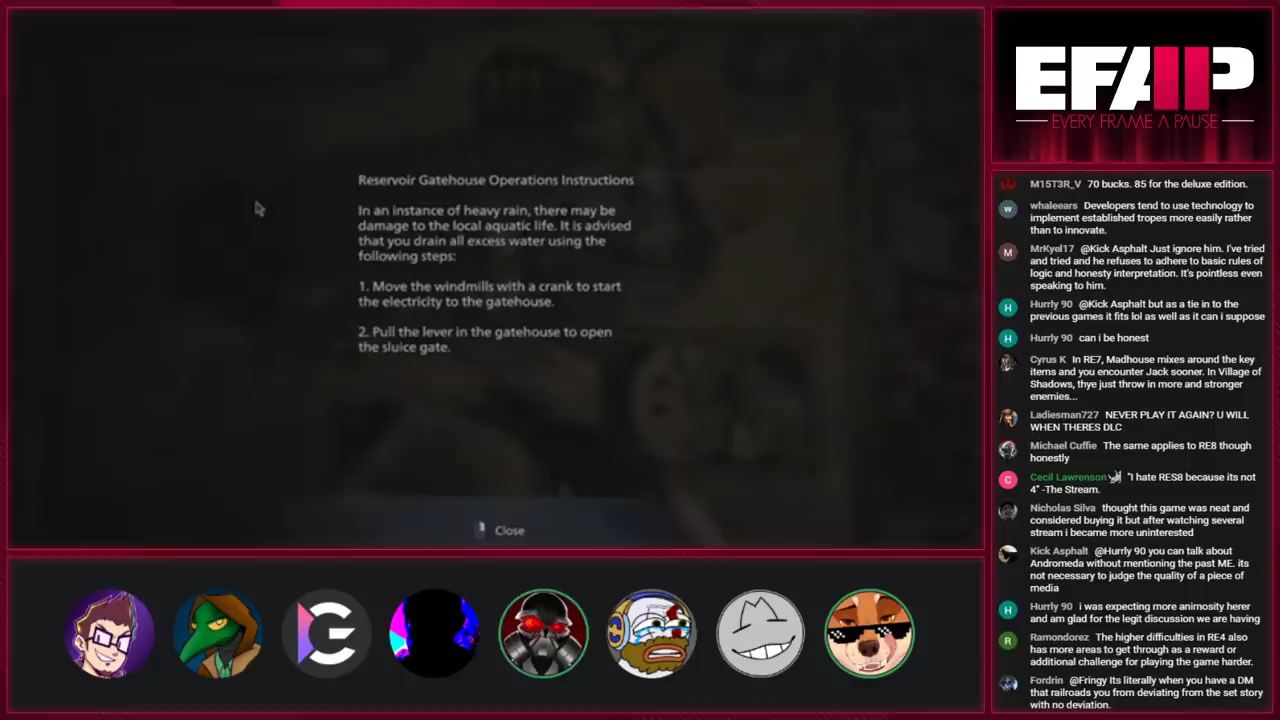 Reservoir Gatehouse Operations Instructions
In an instance of heavy rain, there may be
damage to the local aquatic life. It is advised
that you drain all excess water using the
following steps:
1. Move the windmills with a crank to start
the electricity to the gatehouse.
2. Pull the lever in the gatehouse to open
the sluice gate.
Close
EFAP
EVERY FRAME A PAUSE
M15T3R_V 70 bucks. 85 for the deluxe edition.
whaleears Developers tend to use technology to
implement established tropes more easily rather
than to innovate.
MrKyel17 @Kick Asphalt Just ignore him. I've tried
and tried and he refuses to adhere to basic rules of
logic and honesty interpretation. It's pointless even
speaking to him.
Hurrly 90 @Kick Asphalt but as a tie in to the
previous games it fits lol as well as it can i suppose
Hurrly 90 can i be honest
Cyrus K In RE7, Madhouse mixes around the key
items and you encounter Jack sooner. In Village of
Shadows, thye just throw in more and stronger
enemies...
Ladiesman727 NEVER PLAY IT AGAIN? U WILL
WHEN THERES DLC
Michael Cuffie The same applies to RE8 though
honestly
Cecil Lawrenson "I hate RES8 because its not
4" -The Stream.
Nicholas Silva thought this game was neat and
considered buying it but after watching several
stream i became more uninterested
Kick Asphalt @Hurrly 90 you can talk about
Andromeda without mentioning the past ME. its
not necessary to judge the quality of a piece of
media
Hurrly 90 i was expecting more animosity herer
and am glad for the legit discussion we are having
Ramondorez The higher difficulties in RE4 also
has more areas to get through as a reward or
additional challenge for playing the game harder.
Fordrin @Fringy Its literally when you have a DM
that railroads you from deviating from the set story
with no deviation.